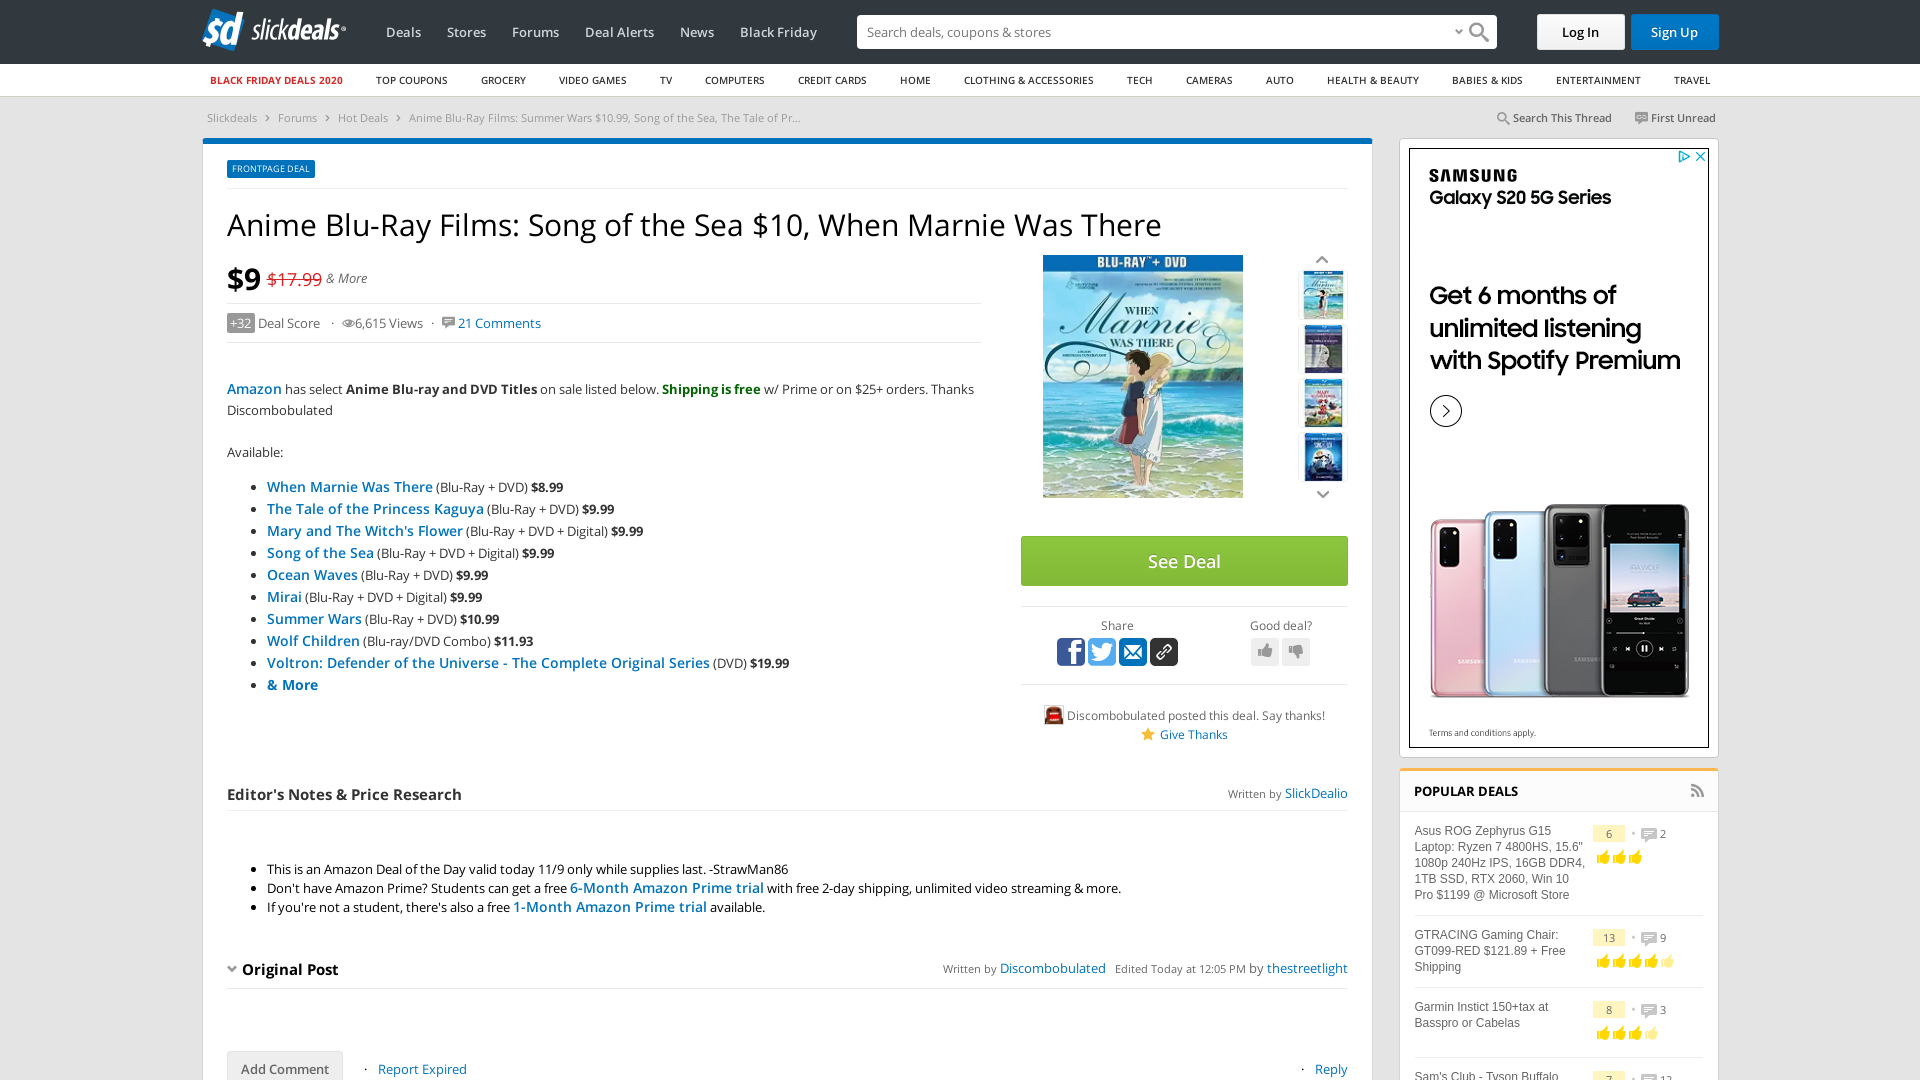 sd slickdeals
Deals
Stores
Forums
Deal Alerts
News
Black Friday
Search deals, coupons & stores
Log In
Sign Up
BLACK FRIDAY DEALS 2020
TOP COUPONS
GROCERY
VIDEO GAMES
TV
COMPUTERS
CREDIT CARDS
HOME
CLOTHING & ACCESSORIES
TECH
CAMERAS
AUTO
HEALTH & BEAUTY
BABIES & KIDS
ENTERTAINMENT
TRAVEL
Slickdeals > Forums > Hot Deals > Anime Blu-Ray Films: Summer Wars $10.99, Song of the Sea, The Tale of Pr...
Search This Thread
First Unread
FRONTPAGE DEAL
Anime Blu-Ray Films: Song of the Sea $10, When Marnie Was There
$9 $17.99 & More
+32 Deal Score · 6,615 Views · 21 Comments
Amazon has select Anime Blu-ray and DVD Titles on sale listed below. Shipping is free w/ Prime or on $25+ orders. Thanks
Discombobulated
Available:
• When Marnie Was There (Blu-Ray + DVD) $8.99
• The Tale of the Princess Kaguya (Blu-Ray + DVD) $9.99
• Mary and The Witch's Flower (Blu-Ray + DVD + Digital) $9.99
• Song of the Sea (Blu-Ray + DVD + Digital) $9.99
• Ocean Waves (Blu-Ray + DVD) $9.99
• Mirai (Blu-Ray + DVD + Digital) $9.99
• Summer Wars (Blu-Ray + DVD) $10.99
• Wolf Children (Blu-ray/DVD Combo) $11.93
• Voltron: Defender of the Universe - The Complete Original Series (DVD) $19.99
• & More
BLU-RAY™ + DVD
WHEN
Marnie
WAS THERE
See Deal
Share
Good deal?
Discombobulated posted this deal. Say thanks!
Give Thanks
Editor's Notes & Price Research
Written by SlickDealio
• This is an Amazon Deal of the Day valid today 11/9 only while supplies last. -StrawMan86
• Don't have Amazon Prime? Students can get a free 6-Month Amazon Prime trial with free 2-day shipping, unlimited video streaming & more.
• If you're not a student, there's also a free 1-Month Amazon Prime trial available.
Original Post
Written by Discombobulated Edited Today at 12:05 PM by thestreetlight
Add Comment · Report Expired
· Reply
SAMSUNG
Galaxy S20 5G Series
Get 6 months of
unlimited listening
with Spotify Premium
SAMSUNG
Terms and conditions apply.
POPULAR DEALS
Asus ROG Zephyrus G15
Laptop: Ryzen 7 4800HS, 15.6"
1080p 240Hz IPS, 16GB DDR4,
1TB SSD, RTX 2060, Win 10
Pro $1199 @ Microsoft Store
6 • 2
GTRACING Gaming Chair:
GT099-RED $121.89 + Free
Shipping
13 • 9
Garmin Instict 150+tax at
Basspro or Cabelas
8 • 3
Sam's Club - Tyson Buffalo
7 • 12